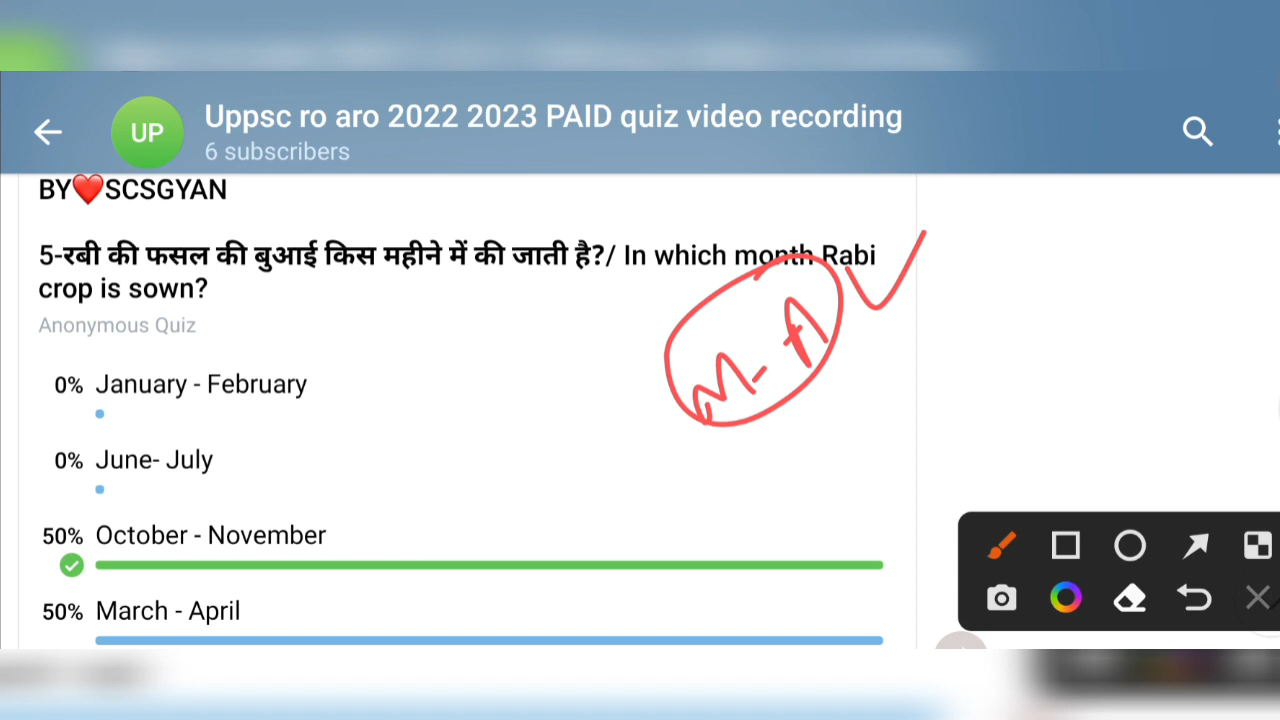 UP
Uppsc ro aro 2022 2023 PAID quiz video recording
6 subscribers
BY❤️SCSGYAN
5-रबी की फसल की बुआई किस महीने में की जाती है?/ In which month Rabi
crop is sown?
Anonymous Quiz
M-A
0% January - February
0% June- July
50% October - November
50% March - April